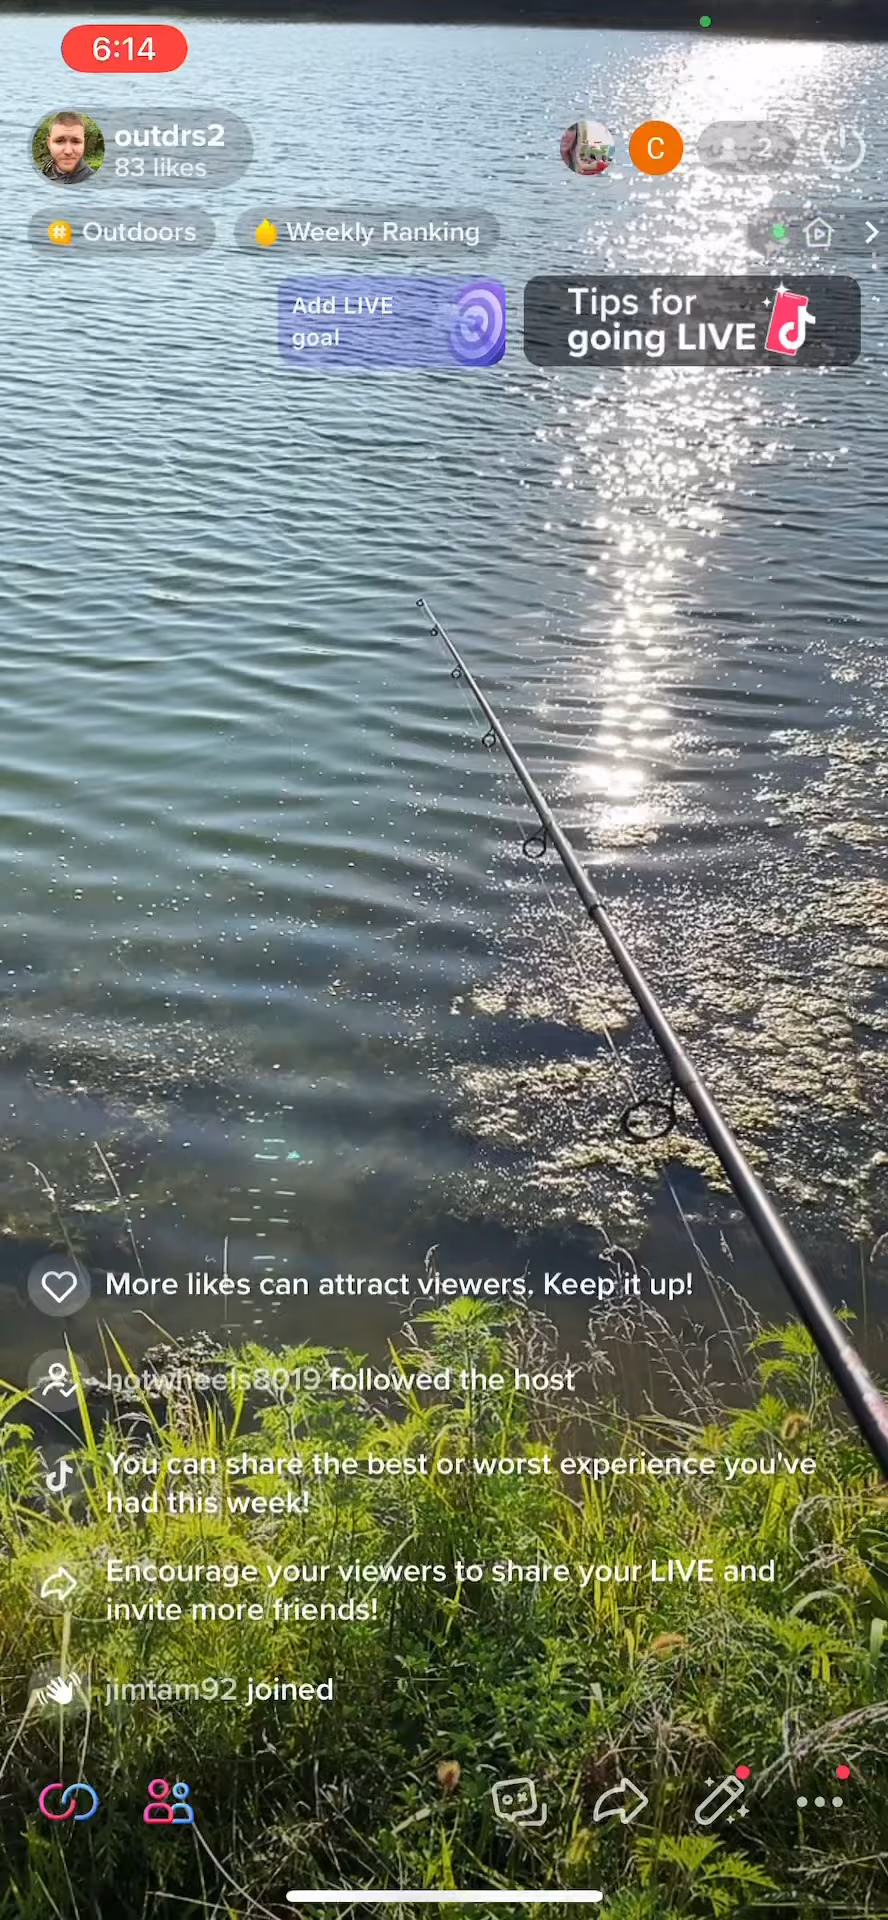 6:14
outdrs2
83 likes
C
Outdoors
Weekly Ranking
Add LIVE
goal
Tips for
going LIVE
More likes can attract viewers. Keep it up!
hotwheels8019 followed the host
You can share the best or worst experience you've
had this week!
Encourage your viewers to share your LIVE and
invite more friends!
jimtam92 joined